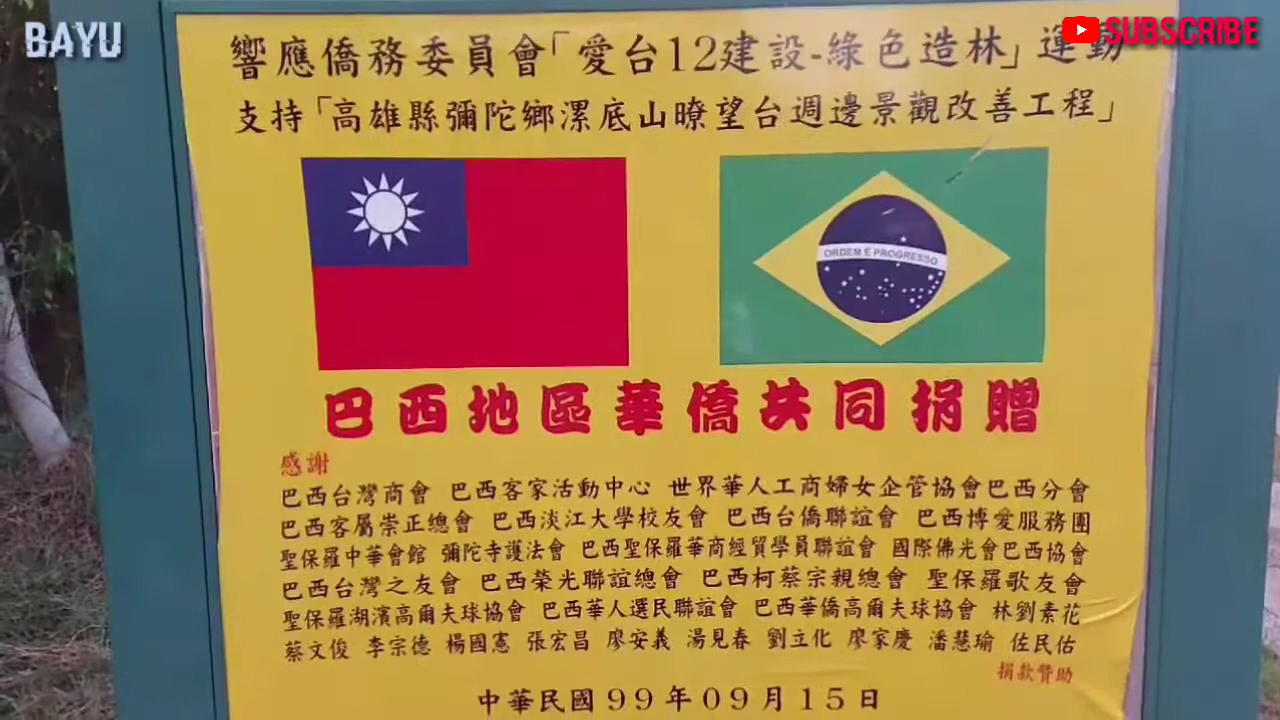 BAYU
SUBSCRIBE
響應僑務委員會「愛台12建設-綠色造林」運動
支持「高雄縣彌陀鄉漯底山暸望台週邊景觀改善工程」
ORDEM E PROGRESSO
巴西地區華僑共同捐贈
感謝
巴西台灣商會 巴西客家活動中心 世界華人工商婦女企管協會巴西分會
巴西客屬崇正總會 巴西淡江大學校友會 巴西台僑聯誼會 巴西博愛服務團
聖保羅中華會館 彌陀寺護法會 巴西聖保羅華商經貿學員聯誼會 國際佛光會巴西協會
巴西台灣之友會 巴西榮光聯誼總會 巴西柯蔡宗親總會 聖保羅歌友會
聖保羅湖濱高爾夫球協會 巴西華人選民聯誼會 巴西華僑高爾夫球協會 林劉素花
蔡文俊 李宗德 楊國憲 張宏昌 廖安義 湯見春 劉立化 廖家慶 潘慧瑜 佐民佑
捐款贊助
中華民國99年09月15日